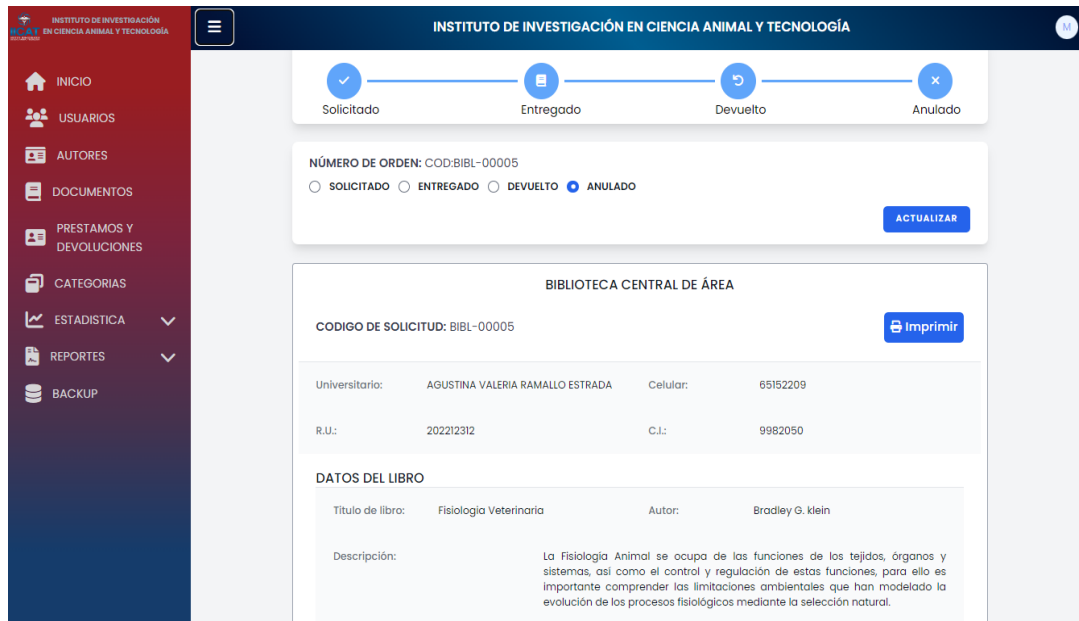 INSTITUTO DE INVESTIGACIÓN
EN CIENCIA ANIMAL Y TECNOLOGÍA
INSTITUTO DE INVESTIGACIÓN EN CIENCIA ANIMAL Y TECNOLOGÍA
M
INICIO
USUARIOS
AUTORES
DOCUMENTOS
PRESTAMOS Y
DEVOLUCIONES
CATEGORIAS
ESTADISTICA
REPORTES
BACKUP
Solicitado Entregado Devuelto Anulado
NÚMERO DE ORDEN: COD:BIBL-00005
SOLICITADO ENTREGADO DEVUELTO ANULADO
ACTUALIZAR
BIBLIOTECA CENTRAL DE ÁREA
CODIGO DE SOLICITUD: BIBL-00005
Imprimir
Universitario: AGUSTINA VALERIA RAMALLO ESTRADA Celular: 65152209
R.U.: 202212312 C.I.: 9982050
DATOS DEL LIBRO
Titulo de libro: Fisiología Veterinaria Autor: Bradley G. klein
Descripción: La Fisiología Animal se ocupa de las funciones de los tejidos, órganos y
sistemas, así como el control y regulación de estas funciones, para ello es
importante comprender las limitaciones ambientales que han modelado la
evolución de los procesos fisiológicos mediante la selección natural.